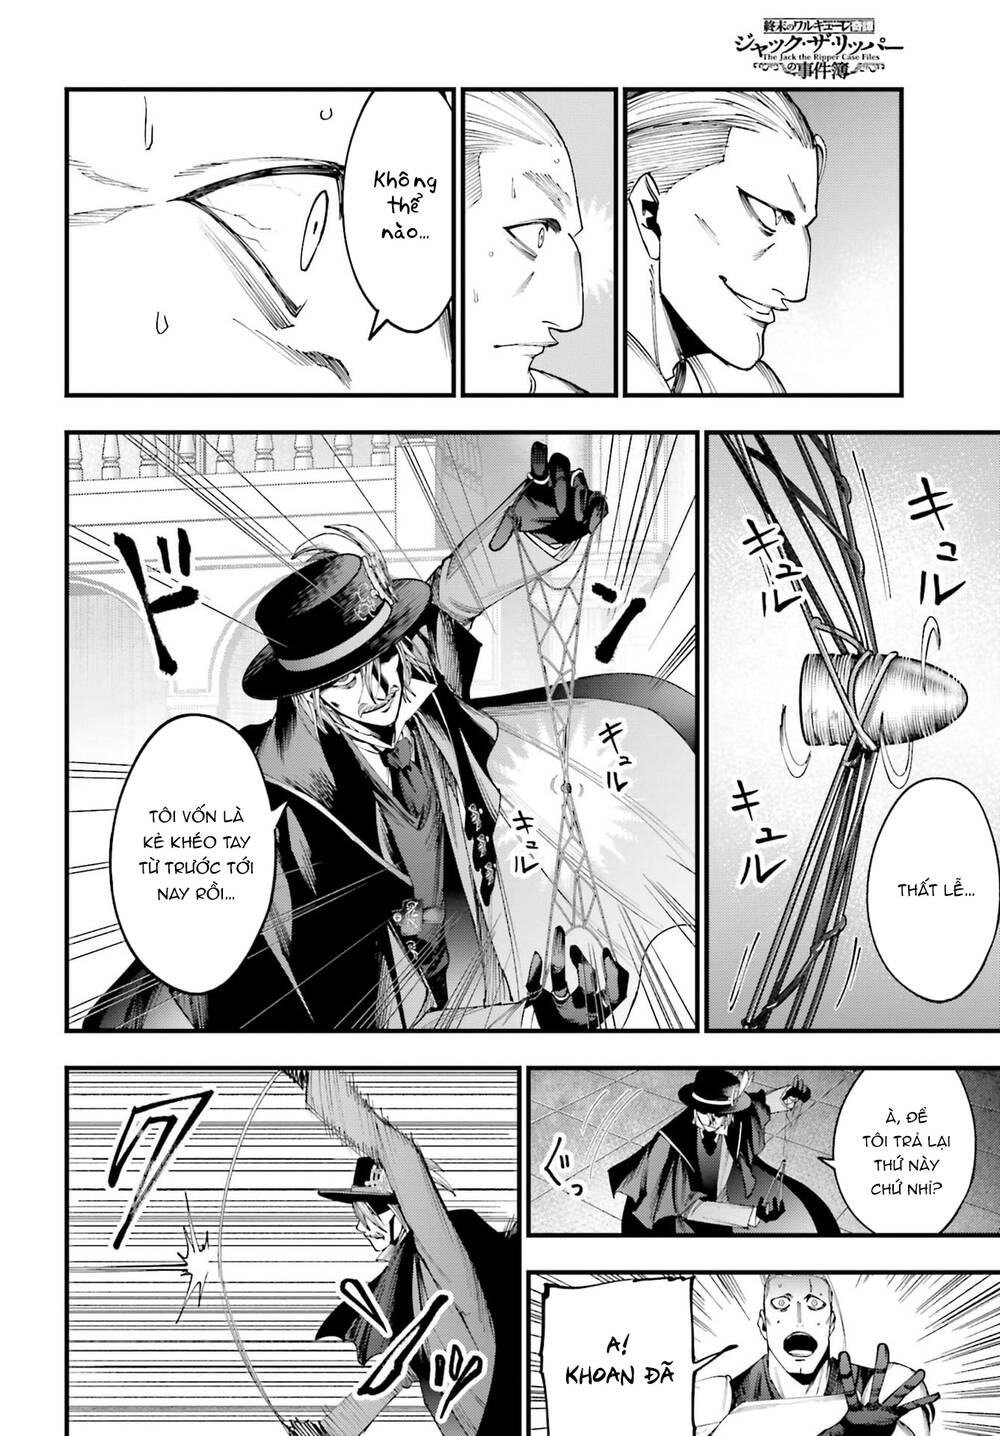 終末のワルキューレ奇譚
ジャック・ザ・リッパー
The Jack the Ripper Case Files
の事件簿
Không
thể
nào...
キュル
キュル
キュル
THẤT LỄ...
ドドッ
キュル
キュル
TÔI VỐN LÀ
KẺ KHÉO TAY
TỪ TRƯỚC TỚI
NAY RỒI...
À, ĐỂ
TÔI TRẢ LẠI
THỨ NÀY
CHỨ NHỈ?
ぐっ
A!
KHOAN ĐÃ